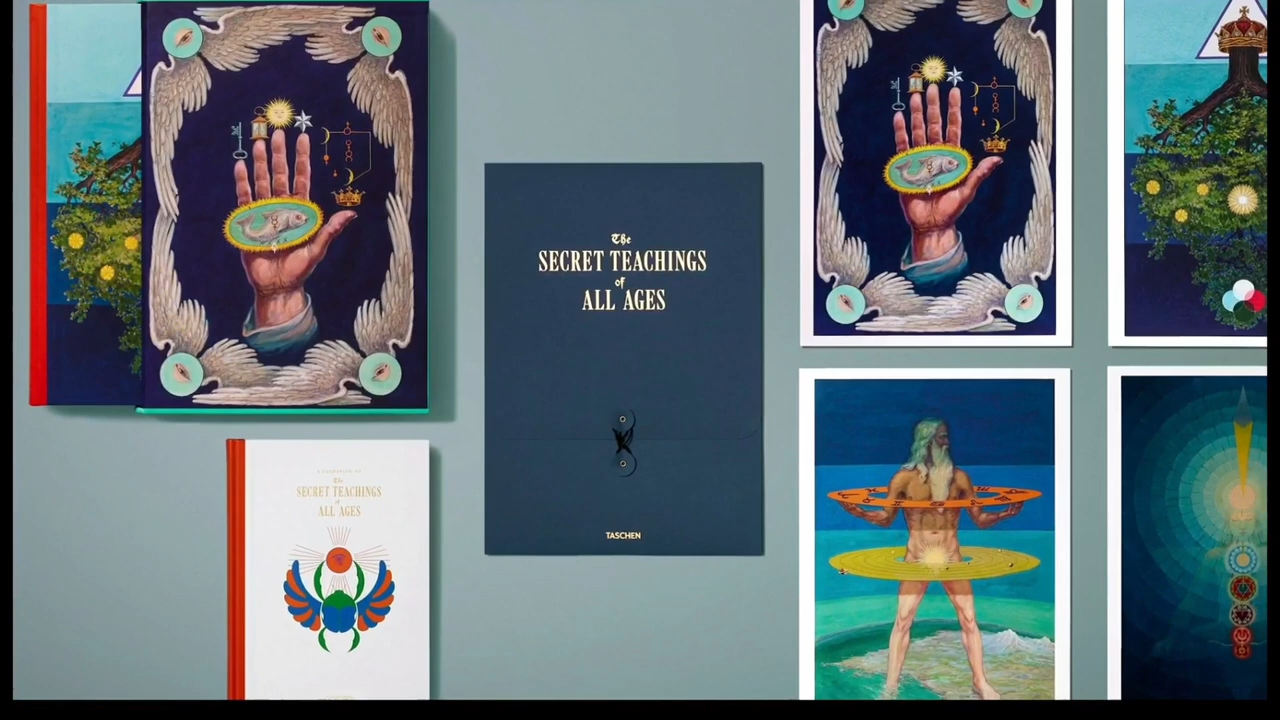 The
SECRET TEACHINGS
of
ALL AGES
TASCHEN
A COMPANION TO
The
SECRET TEACHINGS
of
ALL AGES